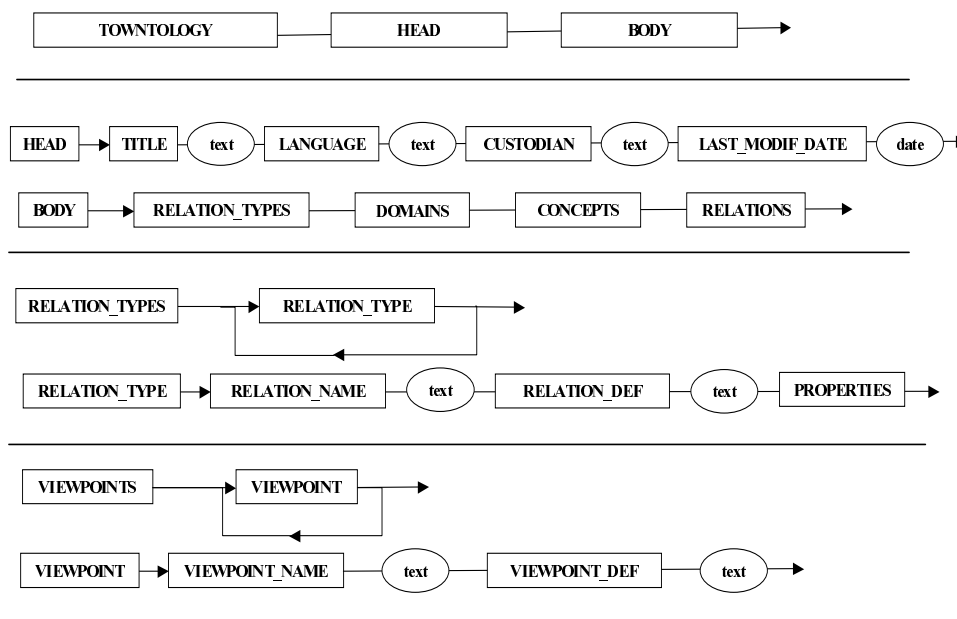 TOWNTOLOGY HEAD BODY
HEAD TITLE text LANGUAGE text CUSTODIAN text LAST_MODIF_DATE date
BODY RELATION_TYPES DOMAINS CONCEPTS RELATIONS
RELATION_TYPES RELATION_TYPE
RELATION_TYPE RELATION_NAME text RELATION_DEF text PROPERTIES
VIEWPOINTS VIEWPOINT
VIEWPOINT VIEWPOINT_NAME text VIEWPOINT_DEF text